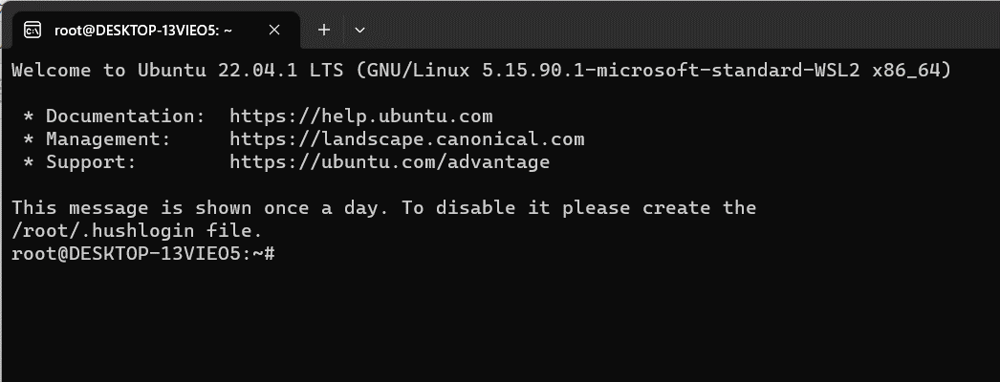 root@DESKTOP-13VIEO5: ~
Welcome to Ubuntu 22.04.1 LTS (GNU/Linux 5.15.90.1-microsoft-standard-WSL2 x86_64)
* Documentation:  https://help.ubuntu.com
* Management:     https://landscape.canonical.com
* Support:        https://ubuntu.com/advantage
This message is shown once a day. To disable it please create the
/root/.hushlogin file.
root@DESKTOP-13VIEO5:~#